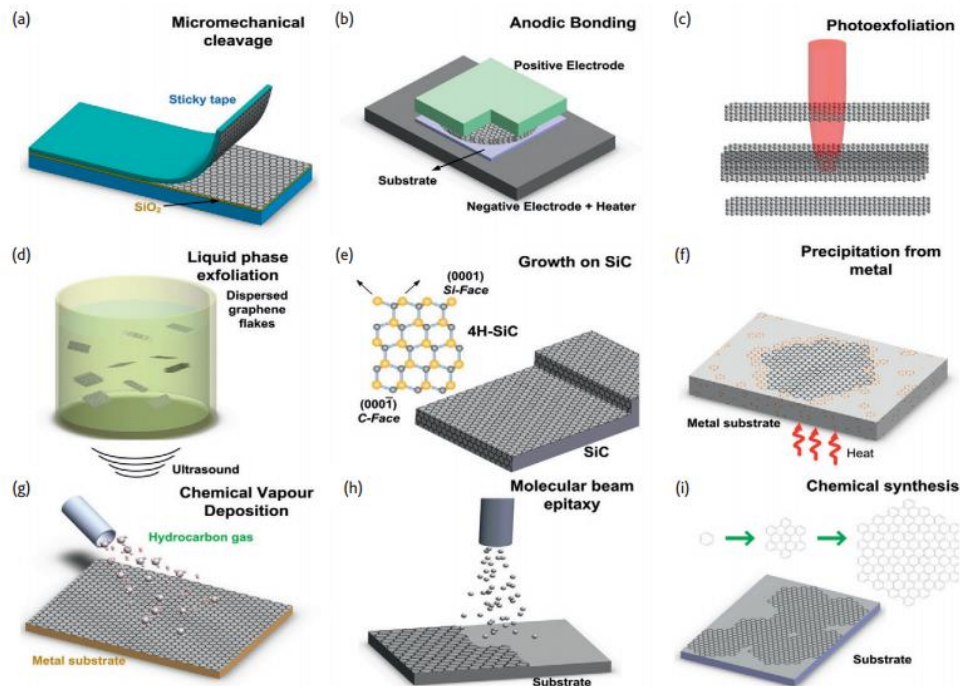 (a)
Micromechanical
cleavage
Sticky tape
SiO₂
(b)
Anodic Bonding
Positive Electrode
Substrate
Negative Electrode + Heater
(c)
Photoexfoliation
(d)
Liquid phase
exfoliation
Dispersed
graphene
flakes
Ultrasound
(e)
Growth on SiC
(0001)
Si-Face
4H-SiC
(0001̄)
C-Face
SiC
(f)
Precipitation from
metal
Metal substrate
Heat
(g)
Chemical Vapour
Deposition
Hydrocarbon gas
Metal substrate
(h)
Molecular beam
epitaxy
Substrate
(i)
Chemical synthesis
Substrate